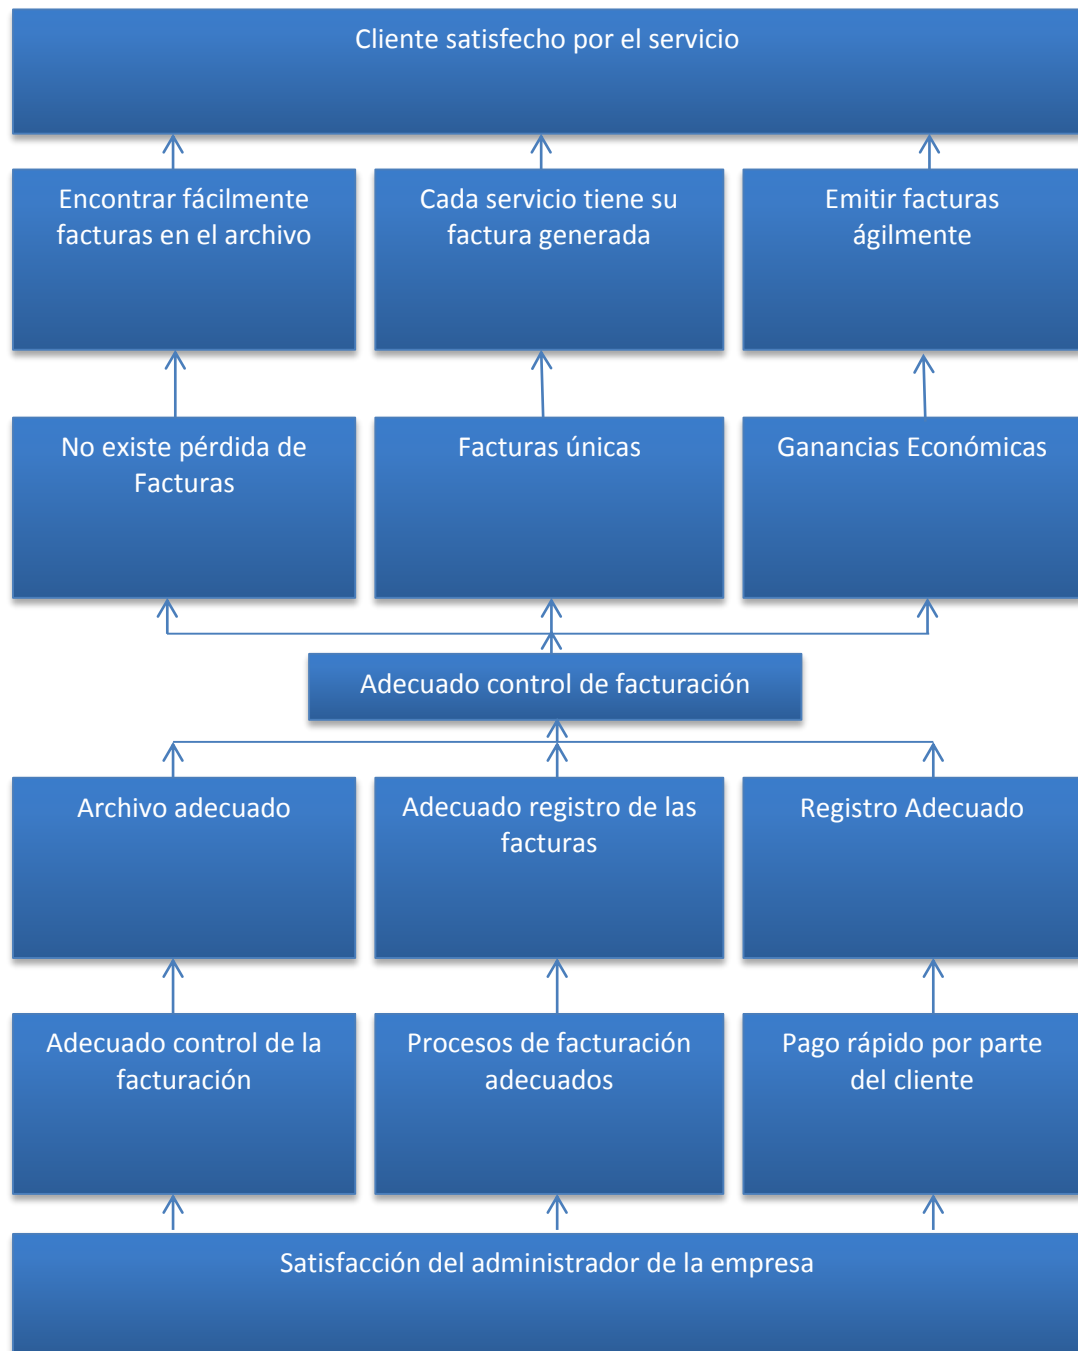 Cliente satisfecho por el servicio
Encontrar fácilmente
facturas en el archivo
Cada servicio tiene su
factura generada
Emitir facturas
ágilmente
No existe pérdida de
Facturas
Facturas únicas
Ganancias Económicas
Adecuado control de facturación
Archivo adecuado
Adecuado registro de las
facturas
Registro Adecuado
Adecuado control de la
facturación
Procesos de facturación
adecuados
Pago rápido por parte
del cliente
Satisfacción del administrador de la empresa